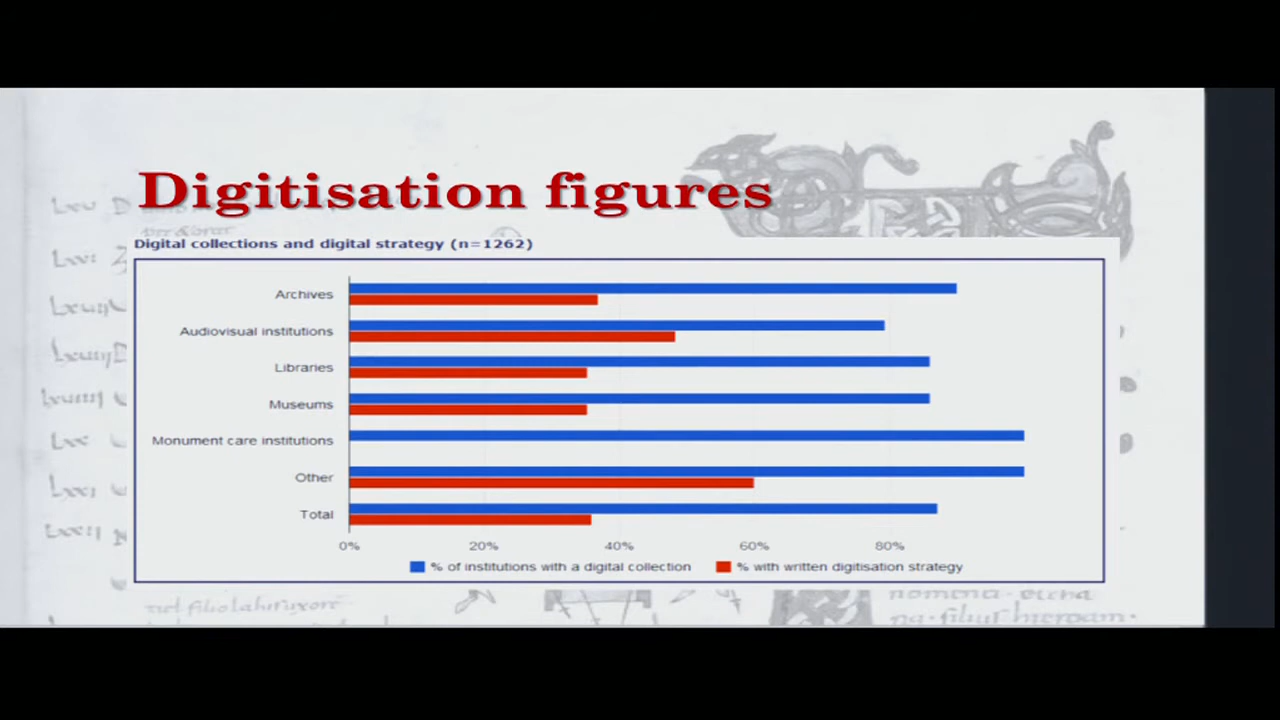 Digitisation figures
Digital collections and digital strategy (n=1262)
Archives
Audiovisual institutions
Libraries
Museums
Monument care institutions
Other
Total
0% 20% 40% 60% 80%
% of institutions with a digital collection % with written digitisation strategy